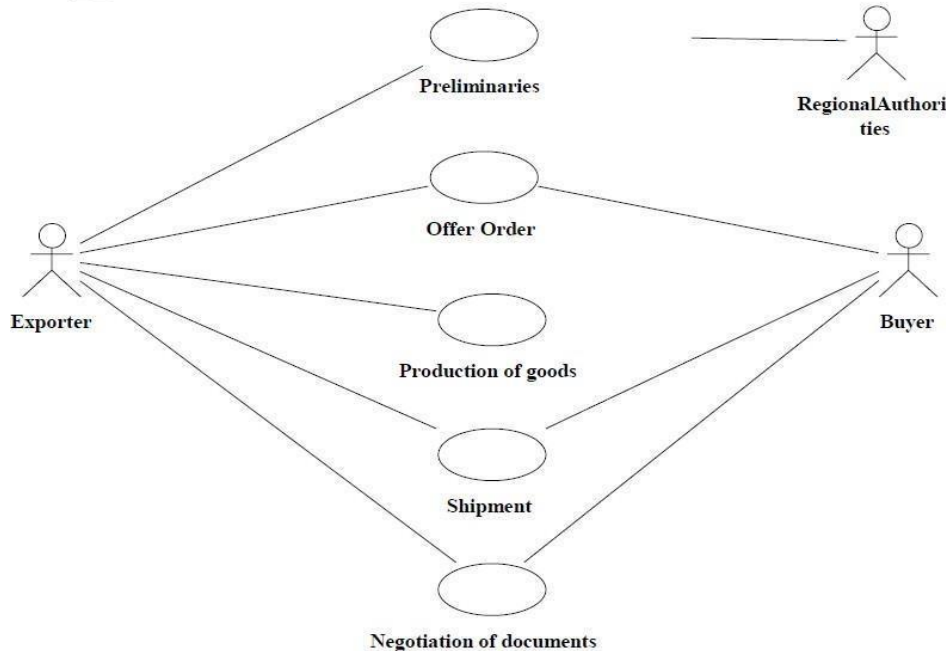 Preliminaries
RegionalAuthori
ties
Offer Order
Exporter
Buyer
Production of goods
Shipment
Negotiation of documents